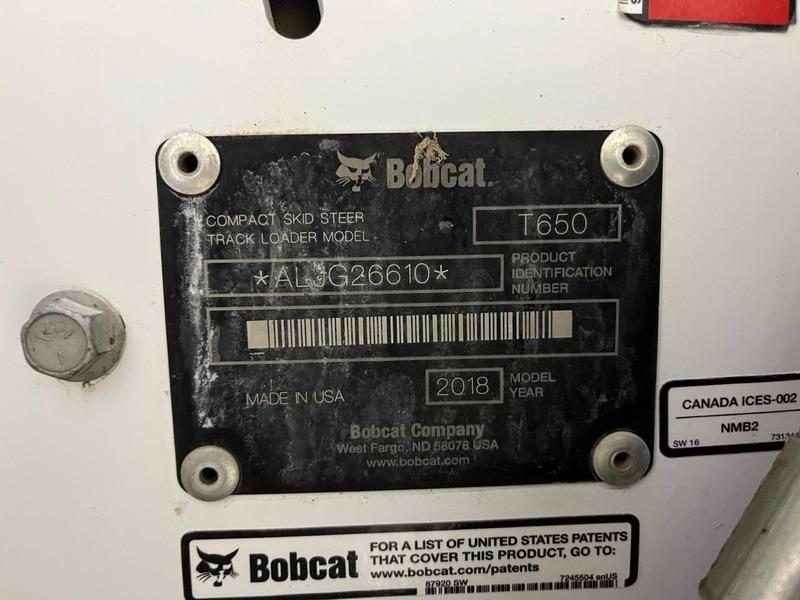 Bobcat
COMPACT SKID STEER
TRACK LOADER MODEL
T650
*ALJG26610*
PRODUCT
IDENTIFICATION
NUMBER
MADE IN USA
2018
MODEL
YEAR
Bobcat Company
West Fargo, ND 58078 USA
www.bobcat.com
CANADA ICES-002
NMB2
SW 16
Bobcat
FOR A LIST OF UNITED STATES PATENTS
THAT COVER THIS PRODUCT, GO TO:
www.bobcat.com/patents
87920 SW
7245504 enUS